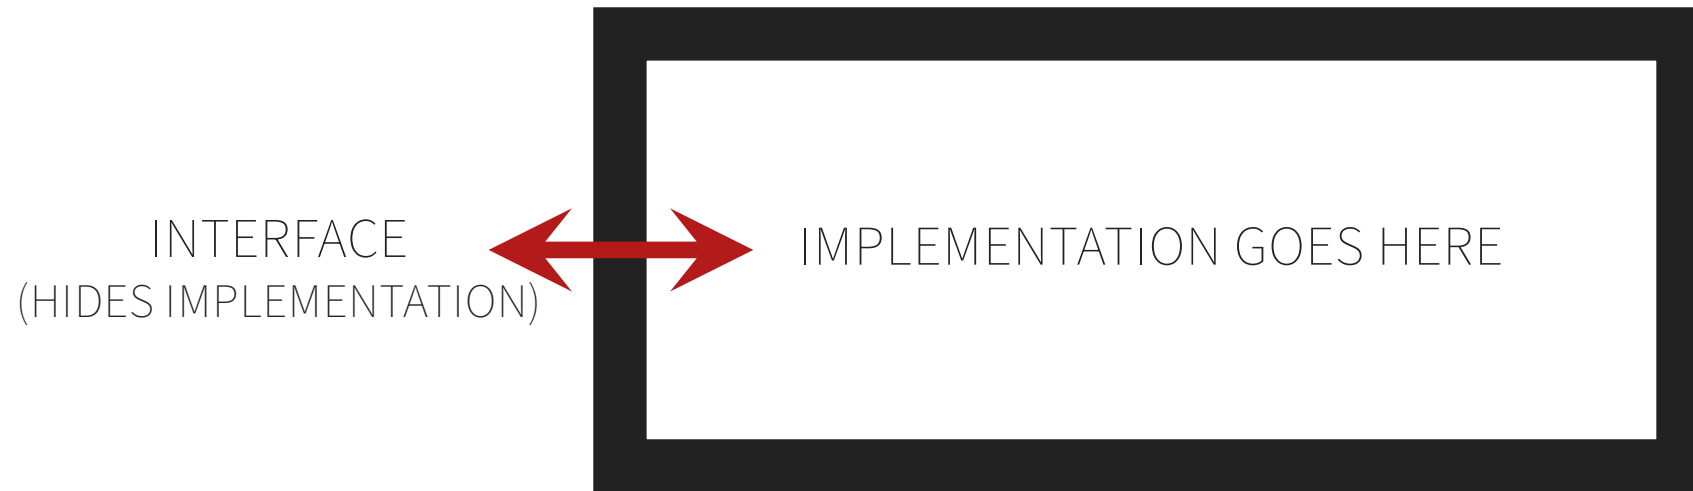 INTERFACE
(HIDES IMPLEMENTATION)
IMPLEMENTATION GOES HERE